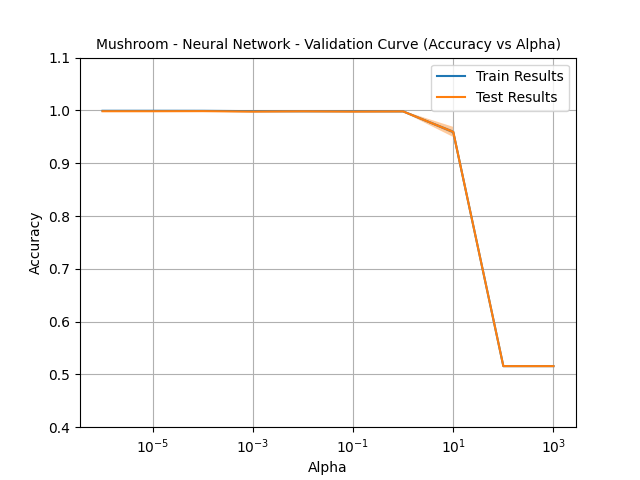 Mushroom - Neural Network - Validation Curve (Accuracy vs Alpha)
Train Results
Test Results
Accuracy
1.1
1.0
0.9
0.8
0.7
0.6
0.5
0.4
10⁻⁵
10⁻³
10⁻¹
10¹
10³
Alpha